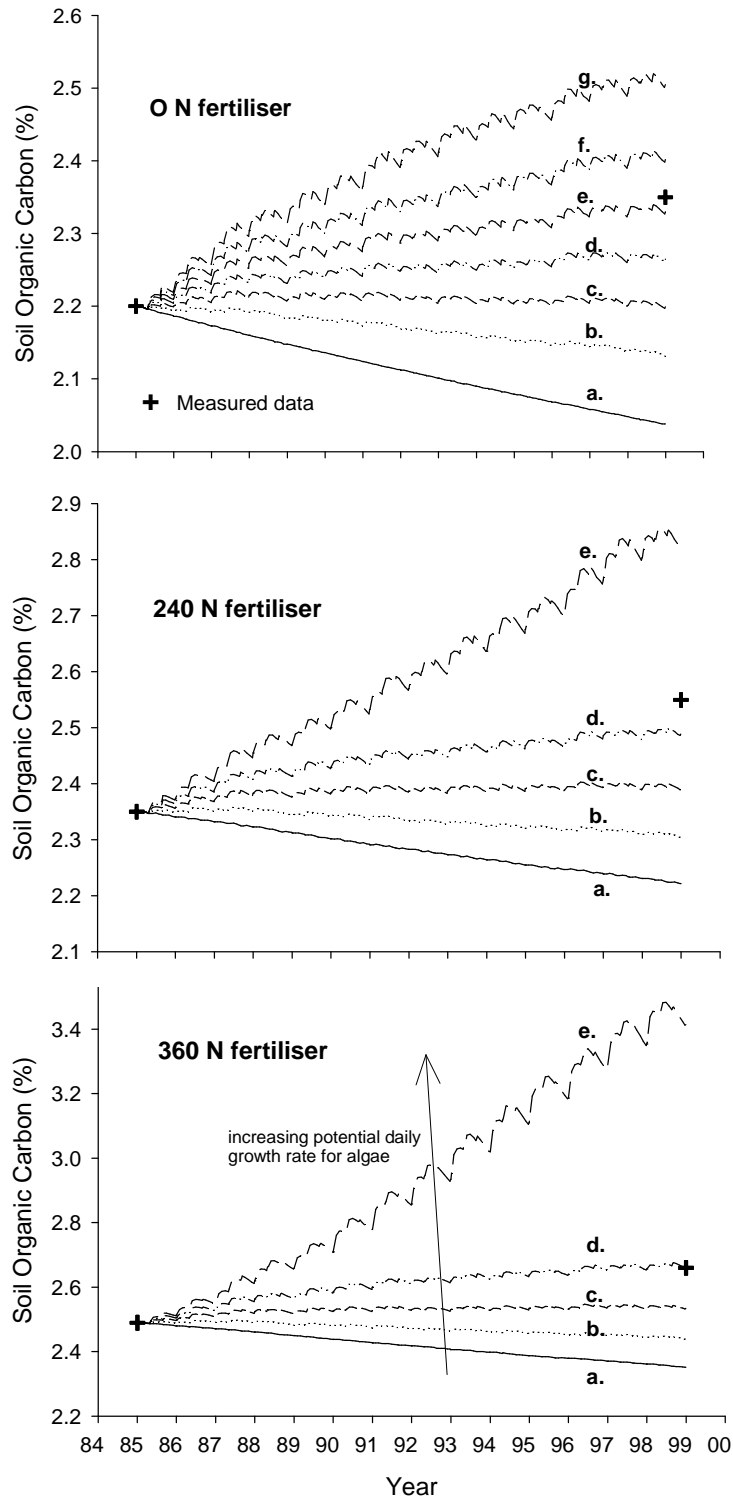 2.6
2.5
2.4
2.3
2.2
2.1
2.0
Soil Organic Carbon (%)
O N fertiliser
g.
f.
e.
d.
c.
b.
a.
Measured data
2.9
2.8
2.7
2.6
2.5
2.4
2.3
2.2
2.1
Soil Organic Carbon (%)
240 N fertiliser
e.
d.
c.
b.
a.
3.4
3.2
3.0
2.8
2.6
2.4
2.2
Soil Organic Carbon (%)
360 N fertiliser
increasing potential daily
growth rate for algae
e.
d.
c.
b.
a.
84 85 86 87 88 89 90 91 92 93 94 95 96 97 98 99 00
Year